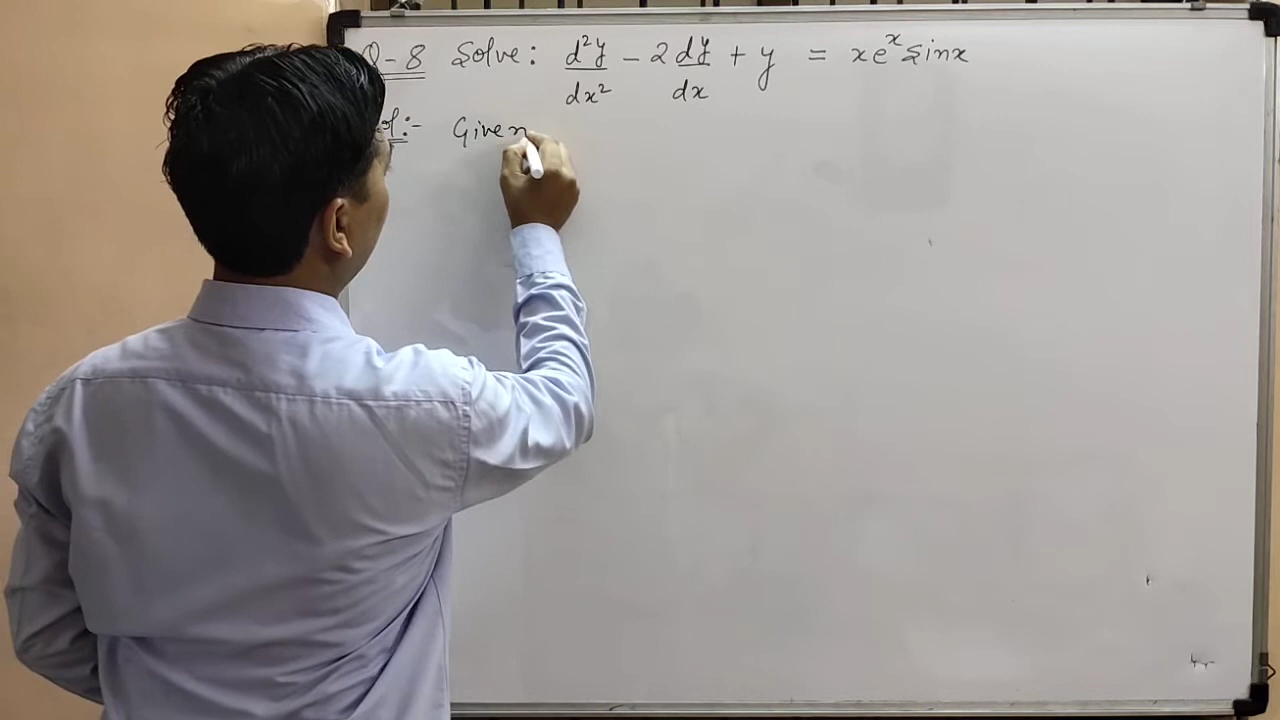 Q-8 Solve: d²y/dx² - 2 dy/dx + y = xeˣ sinx
Sol:- Given